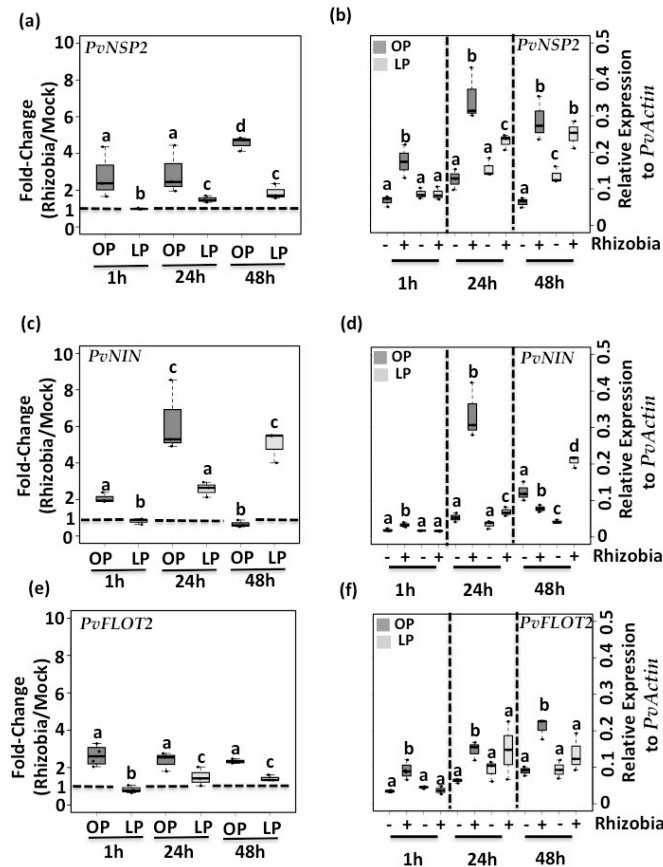 (a)
PvNSP2
Fold-Change
(Rhizobia/Mock)
10
8
6
4
2
1
0
a
b
a
c
d
c
OP LP OP LP OP LP
1h 24h 48h
(b)
OP
LP
PvNSP2
a b a a a b a c a b c b
0.5
0.4
0.3
0.2
0.1
0
Relative Expression
to PvActin
- + - + - + - + - + - + Rhizobia
1h 24h 48h
(c)
PvNIN
Fold-Change
(Rhizobia/Mock)
10
8
6
4
2
1
0
a
b
c
a
b
c
OP LP OP LP OP LP
1h 24h 48h
(d)
OP
LP
PvNIN
a b a a a b a c a b c d
0.5
0.4
0.3
0.2
0.1
0
Relative Expression
to PvActin
- + - + - + - + - + - + Rhizobia
1h 24h 48h
(e)
PvFLOT2
Fold-Change
(Rhizobia/Mock)
10
8
6
4
2
1
0
a
b
a
c
a
c
OP LP OP LP OP LP
1h 24h 48h
(f)
OP
LP
PvFLOT2
a b a a a b a a a b a a
0.5
0.4
0.3
0.2
0.1
0
Relative Expression
to PvActin
- + - + - + - + - + - + Rhizobia
1h 24h 48h